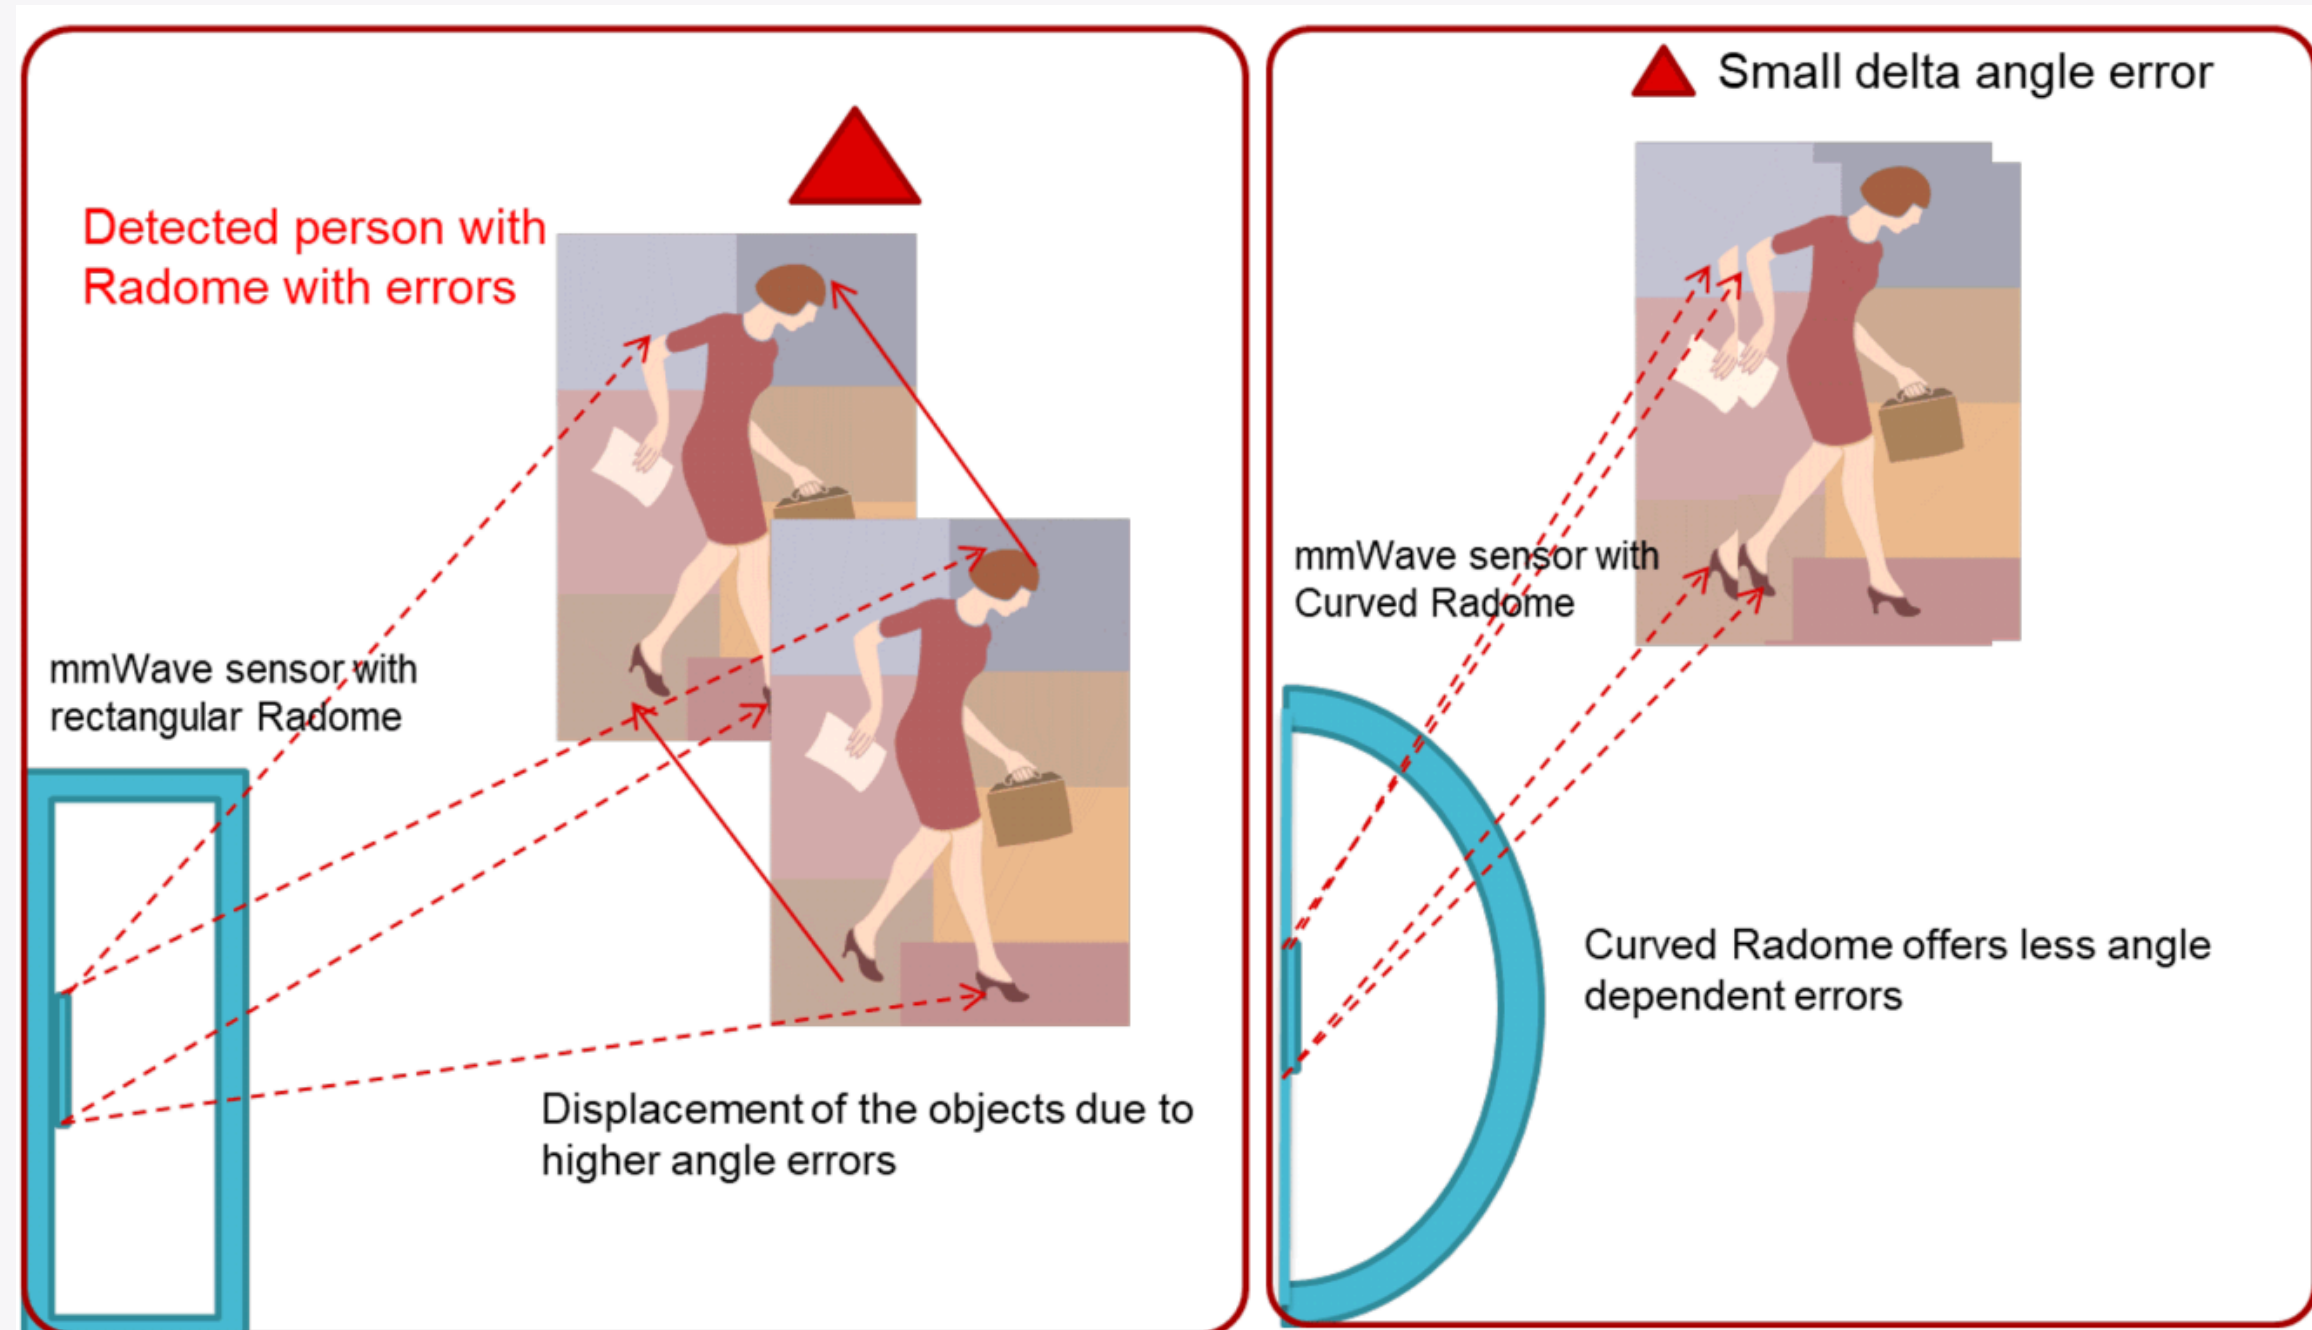 Detected person with
Radome with errors
mmWave sensor with
rectangular Radome
Displacement of the objects due to
higher angle errors
Small delta angle error
mmWave sensor with
Curved Radome
Curved Radome offers less angle
dependent errors